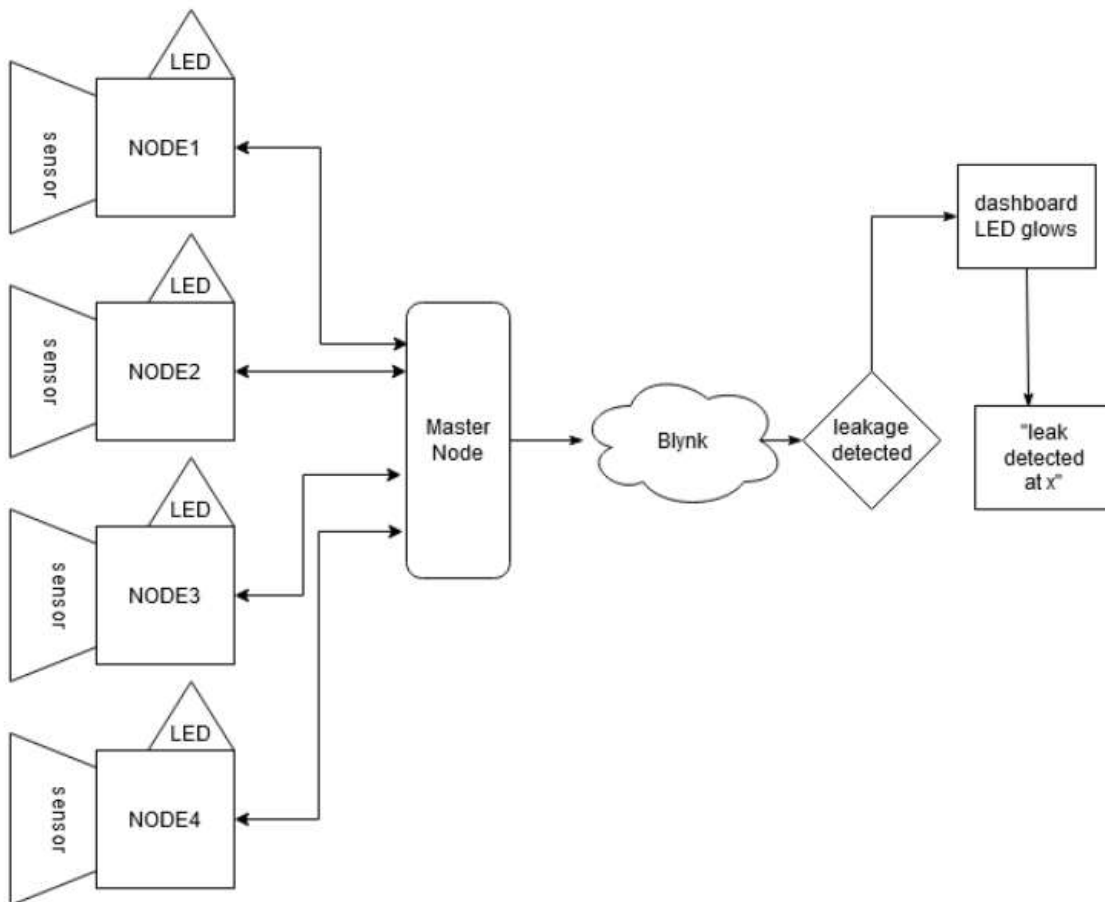 LED
sensor
NODE1
LED
sensor
NODE2
LED
sensor
NODE3
LED
sensor
NODE4
Master
Node
Blynk
leakage
detected
dashboard
LED glows
"leak
detected
at x"